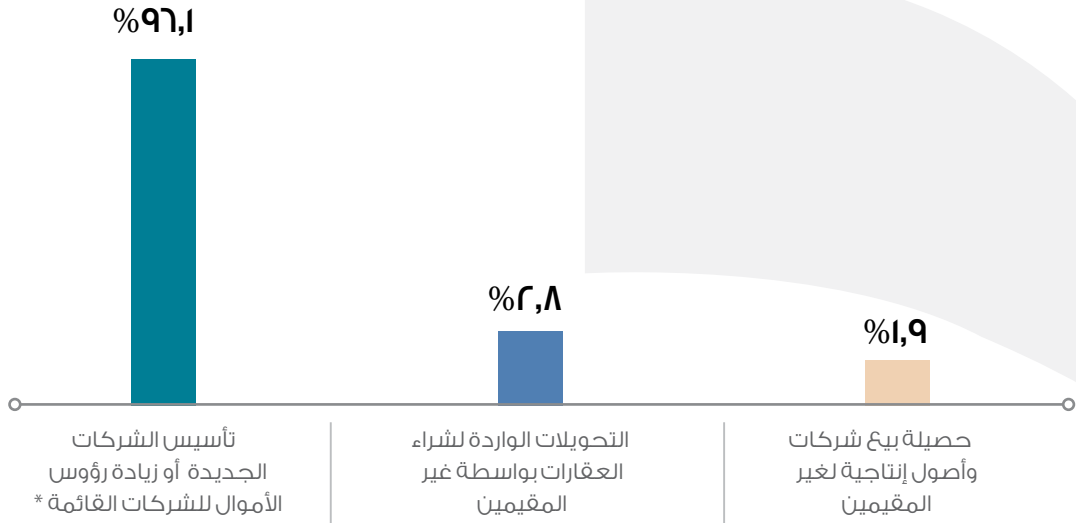 %٩٦,١
%٢,٨
%١,٩
حصيلة بيع شركات
وأصول إنتاجية لغير
المقيمين
التحويلات الواردة لشراء
العقارات بواسطة غير
المقيمين
تأسيس الشركات
الجديدة أو زيادة رؤوس
الأموال للشركات القائمة *